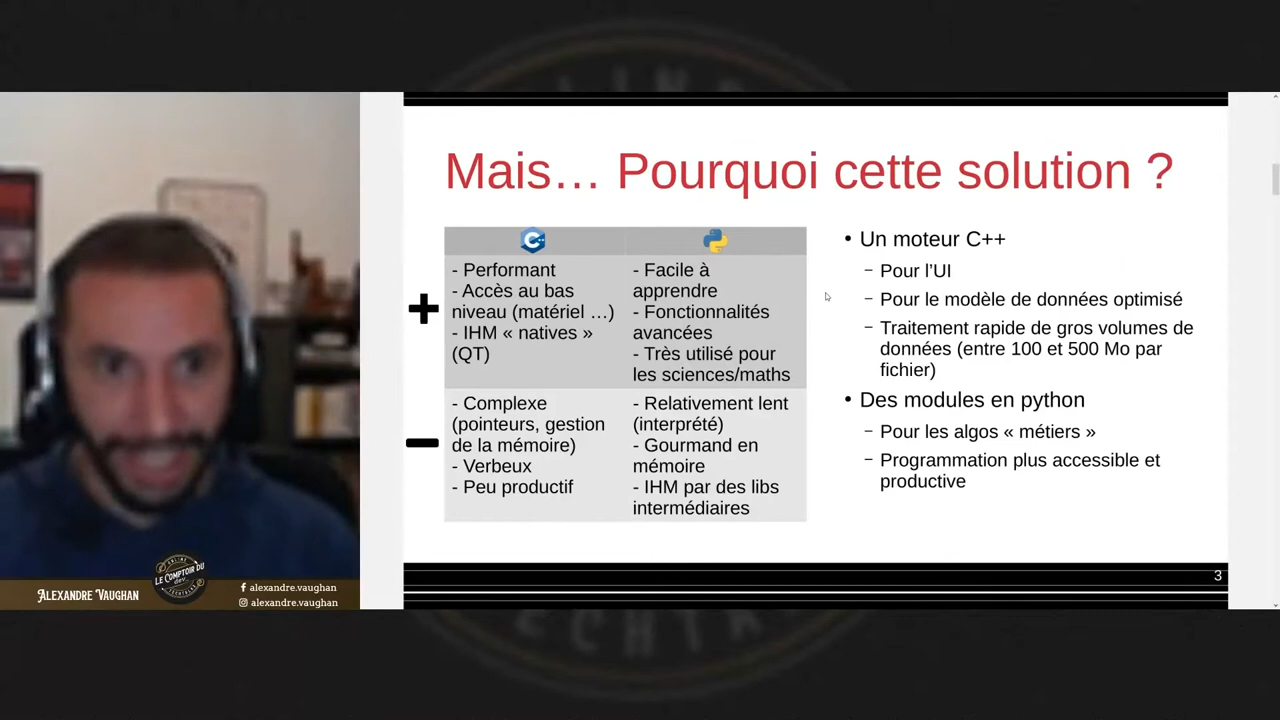 Mais… Pourquoi cette solution ?
- Performant
- Accès au bas
niveau (matériel …)
- IHM « natives »
(QT)
- Facile à
apprendre
- Fonctionnalités
avancées
- Très utilisé pour
les sciences/maths
- Complexe
(pointeurs, gestion
de la mémoire)
- Verbeux
- Peu productif
- Relativement lent
(interprété)
- Gourmand en
mémoire
- IHM par des libs
intermédiaires
• Un moteur C++
– Pour l’UI
– Pour le modèle de données optimisé
– Traitement rapide de gros volumes de
données (entre 100 et 500 Mo par
fichier)
• Des modules en python
– Pour les algos « métiers »
– Programmation plus accessible et
productive
3
ALEXANDRE VAUGHAN
LE COMPTOIR DU
dev
alexandre.vaughan
alexandre.vaughan